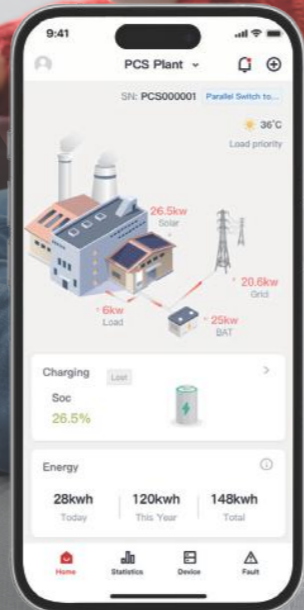 9:41
PCS Plant
SN: PCS000001 Parallel Switch to...
36°C
Load priority
26.5kw
Solar
20.6kw
Grid
6kw
Load
25kw
BAT
Charging
Lost
Soc
26.5%
Energy
28kwh 120kwh 148kwh
Today This Year Total
Home Statistics Device Fault